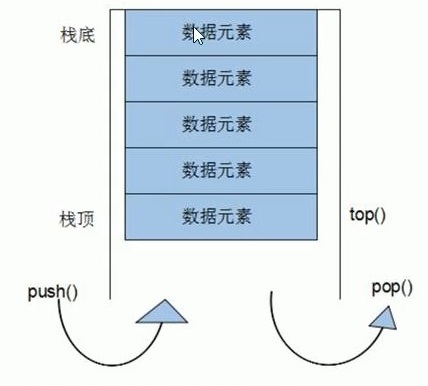 栈底
数据元素
数据元素
数据元素
数据元素
栈顶
数据元素
top()
push()
pop()